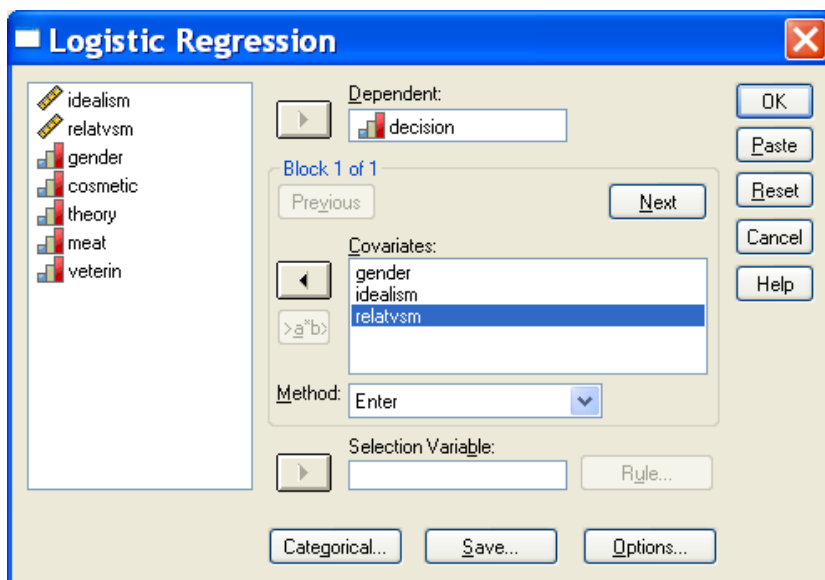 Logistic Regression
idealism
relatvsm
gender
cosmetic
theory
meat
veterin
Dependent:
decision
Block 1 of 1
Previous
Next
Covariates:
gender
idealism
relatvsm
>a*b>
Method:
Enter
Selection Variable:
Rule...
Categorical...
Save...
Options...
OK
Paste
Reset
Cancel
Help